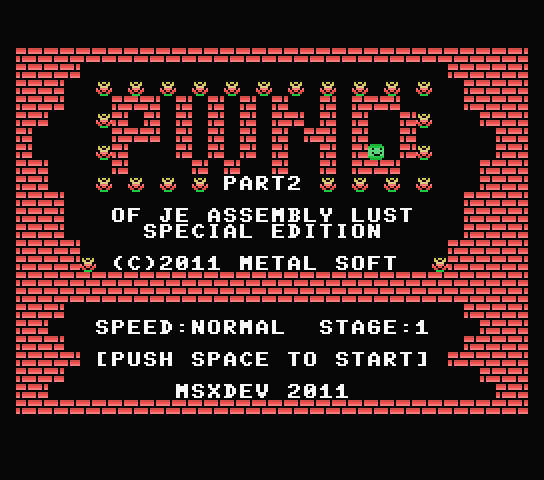 PWND
PART2
OF JE ASSEMBLY LUST
SPECIAL EDITION
(C)2011 METAL SOFT
SPEED:NORMAL STAGE:1
[PUSH SPACE TO START]
MSXDEV 2011